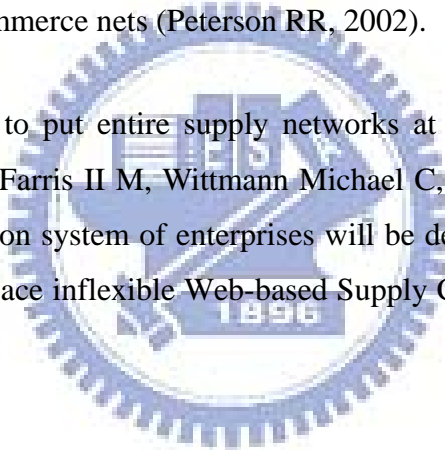 ommerce nets (Peterson RR, 2002).
to put entire supply networks at
Farris II M, Wittmann Michael C,
on system of enterprises will be de
ace inflexible Web-based Supply C
E S
1896